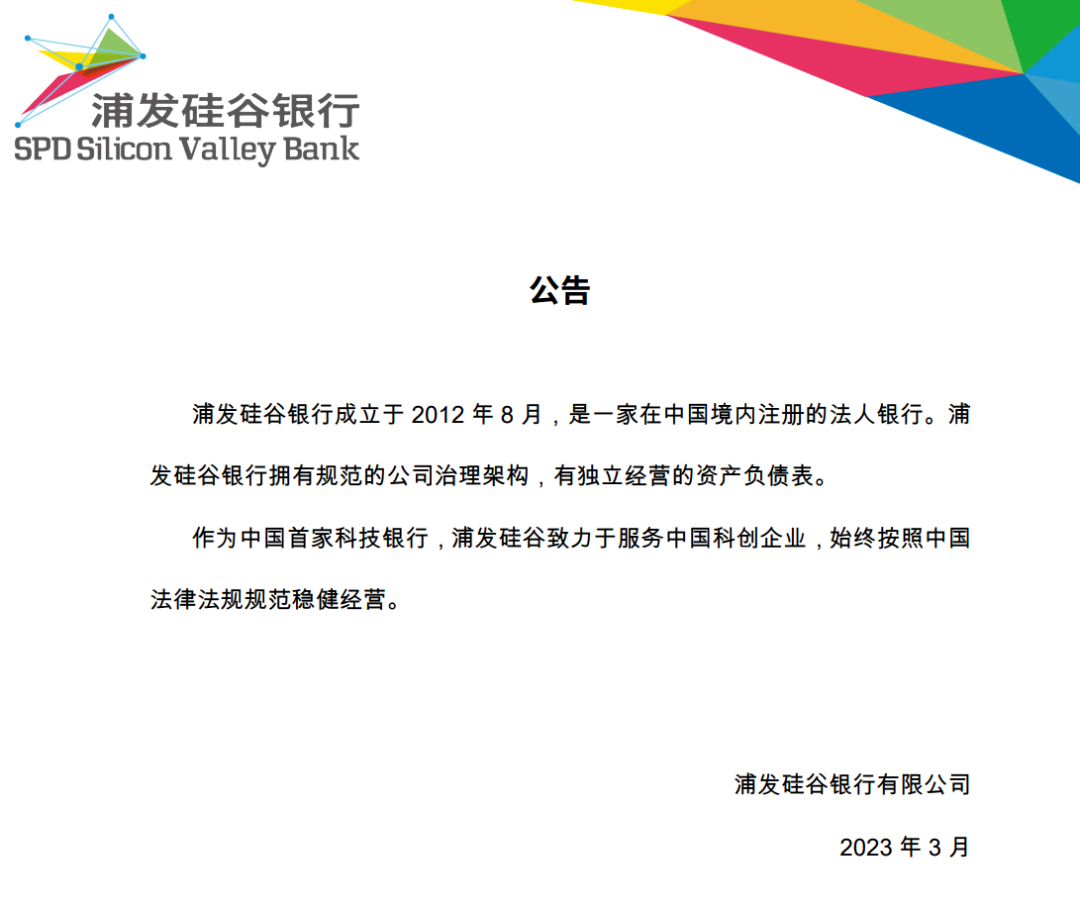 浦发硅谷银行
SPD Silicon Valley Bank
公告
浦发硅谷银行成立于 2012 年 8 月，是一家在中国境内注册的法人银行。浦
发硅谷银行拥有规范的公司治理架构，有独立经营的资产负债表。
作为中国首家科技银行，浦发硅谷致力于服务中国科创企业，始终按照中国
法律法规规范稳健经营。
浦发硅谷银行有限公司
2023 年 3 月